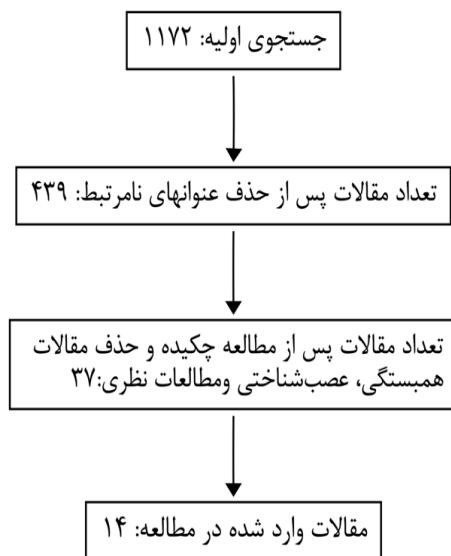 جستجوی اولیه: ۱۱۷۲
تعداد مقالات پس از حذف عنوانهای نامرتبط: ۴۳۹
تعداد مقالات پس از مطالعه چکیده و حذف مقالات
همبستگی، عصب‌شناختی ومطالعات نظری:۳۷
مقالات وارد شده در مطالعه: ۱۴